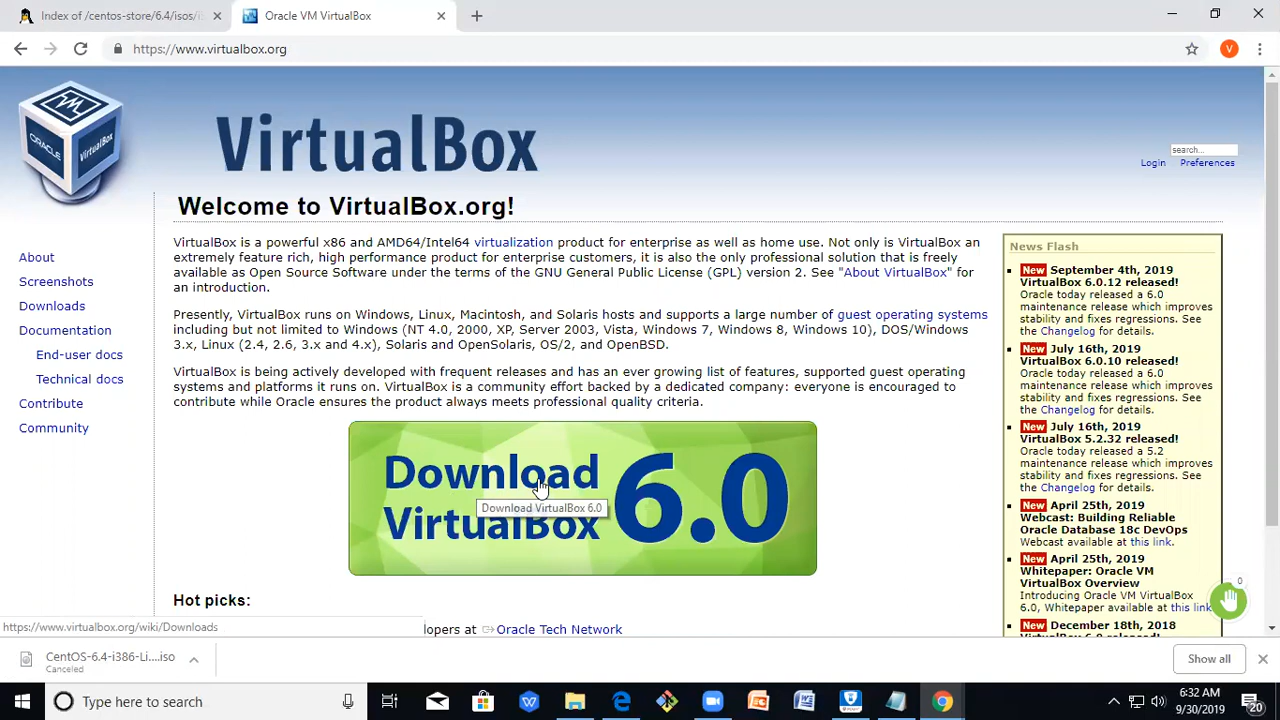 Index of /centos-store/6.4/isos/i
Oracle VM VirtualBox
https://www.virtualbox.org
V
ORACLE
VirtualBox
VirtualBox
search...
Login Preferences
Welcome to VirtualBox.org!
VirtualBox is a powerful x86 and AMD64/Intel64 virtualization product for enterprise as well as home use. Not only is VirtualBox an
extremely feature rich, high performance product for enterprise customers, it is also the only professional solution that is freely
available as Open Source Software under the terms of the GNU General Public License (GPL) version 2. See "About VirtualBox" for
an introduction.
Presently, VirtualBox runs on Windows, Linux, Macintosh, and Solaris hosts and supports a large number of guest operating systems
including but not limited to Windows (NT 4.0, 2000, XP, Server 2003, Vista, Windows 7, Windows 8, Windows 10), DOS/Windows
3.x, Linux (2.4, 2.6, 3.x and 4.x), Solaris and OpenSolaris, OS/2, and OpenBSD.
VirtualBox is being actively developed with frequent releases and has an ever growing list of features, supported guest operating
systems and platforms it runs on. VirtualBox is a community effort backed by a dedicated company: everyone is encouraged to
contribute while Oracle ensures the product always meets professional quality criteria.
About
Screenshots
Downloads
Documentation
End-user docs
Technical docs
Contribute
Community
Download
VirtualBox 6.0
Download VirtualBox 6.0
Hot picks:
elopers at Oracle Tech Network
News Flash
New September 4th, 2019
VirtualBox 6.0.12 released!
Oracle today released a 6.0
maintenance release which improves
stability and fixes regressions. See
the Changelog for details.
New July 16th, 2019
VirtualBox 6.0.10 released!
Oracle today released a 6.0
maintenance release which improves
stability and fixes regressions. See
the Changelog for details.
New July 16th, 2019
VirtualBox 5.2.32 released!
Oracle today released a 5.2
maintenance release which improves
stability and fixes regressions. See
the Changelog for details.
New April 25th, 2019
Webcast: Building Reliable
Oracle Database 18c DevOps
Webcast available at this link.
New April 25th, 2019
Whitepaper: Oracle VM
VirtualBox Overview
Introducing Oracle VM VirtualBox
6.0, Whitepaper available at this link
New December 18th, 2018
VirtualBox 6.0 released!
0
https://www.virtualbox.org/wiki/Downloads
CentOS-6.4-i386-Li....iso
Canceled
Show all
Type here to search
6:32 AM
9/30/2019
20